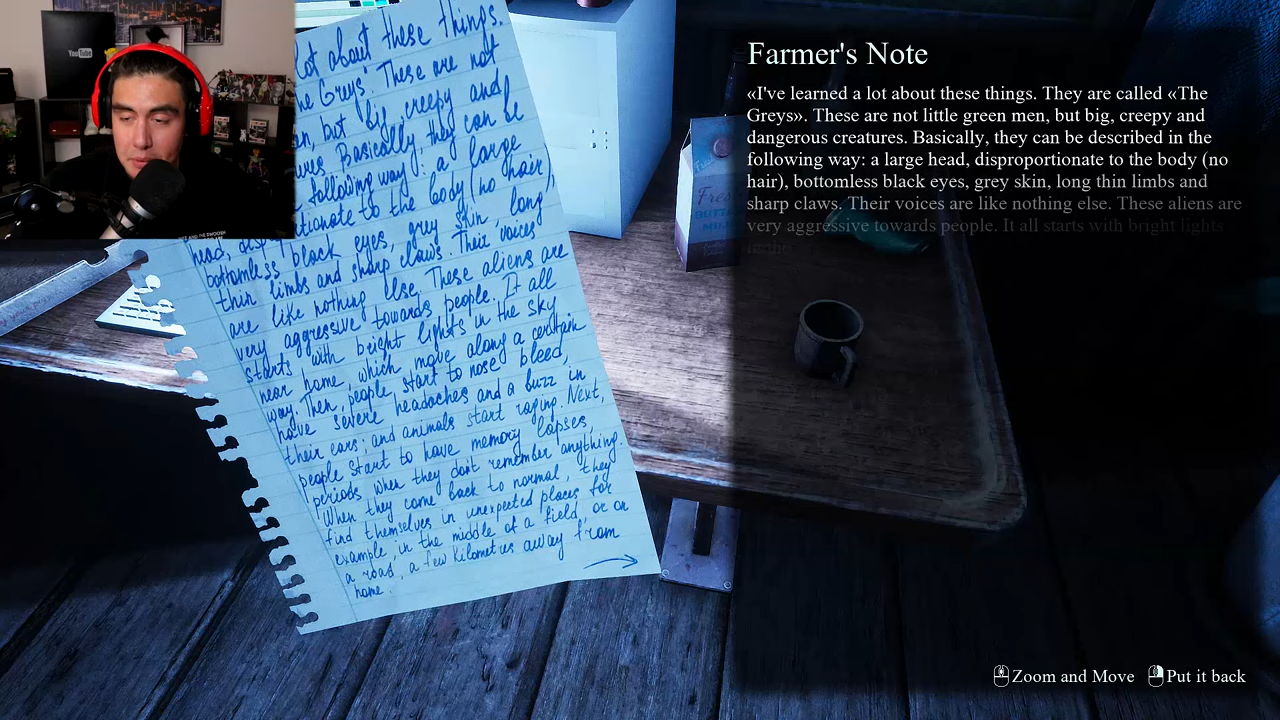 YouTube
Lot about these things.
he Greys'. These are not
en, but big, creepy and
Basically, they can be
following way: a large
tionate to the body (no hair),
head,
bottomless black eyes, grey skin, long
thin limbs and sharp claws. Their voices
are like nothing else. These aliens are
very aggressive towards people. It all
starts with bright lights in the sky
near home, which move along a certain
way. Then, people start to nose bleed,
have severe headaches and a buzz in
their ears; and animals start raging. Next,
people start to have memory lapses,
periods when they dont remember anything.
When they come back to normal, they
find themselves in unexpected places for
example, in the middle of a field, or on
a road, a few kilometres away from
home.
Farmer's Note
«I've learned a lot about these things. They are called «The
Greys». These are not little green men, but big, creepy and
dangerous creatures. Basically, they can be described in the
following way: a large head, disproportionate to the body (no
hair), bottomless black eyes, grey skin, long thin limbs and
sharp claws. Their voices are like nothing else. These aliens are
very aggressive towards people. It all starts with bright lights
in the
Zoom and Move
Put it back